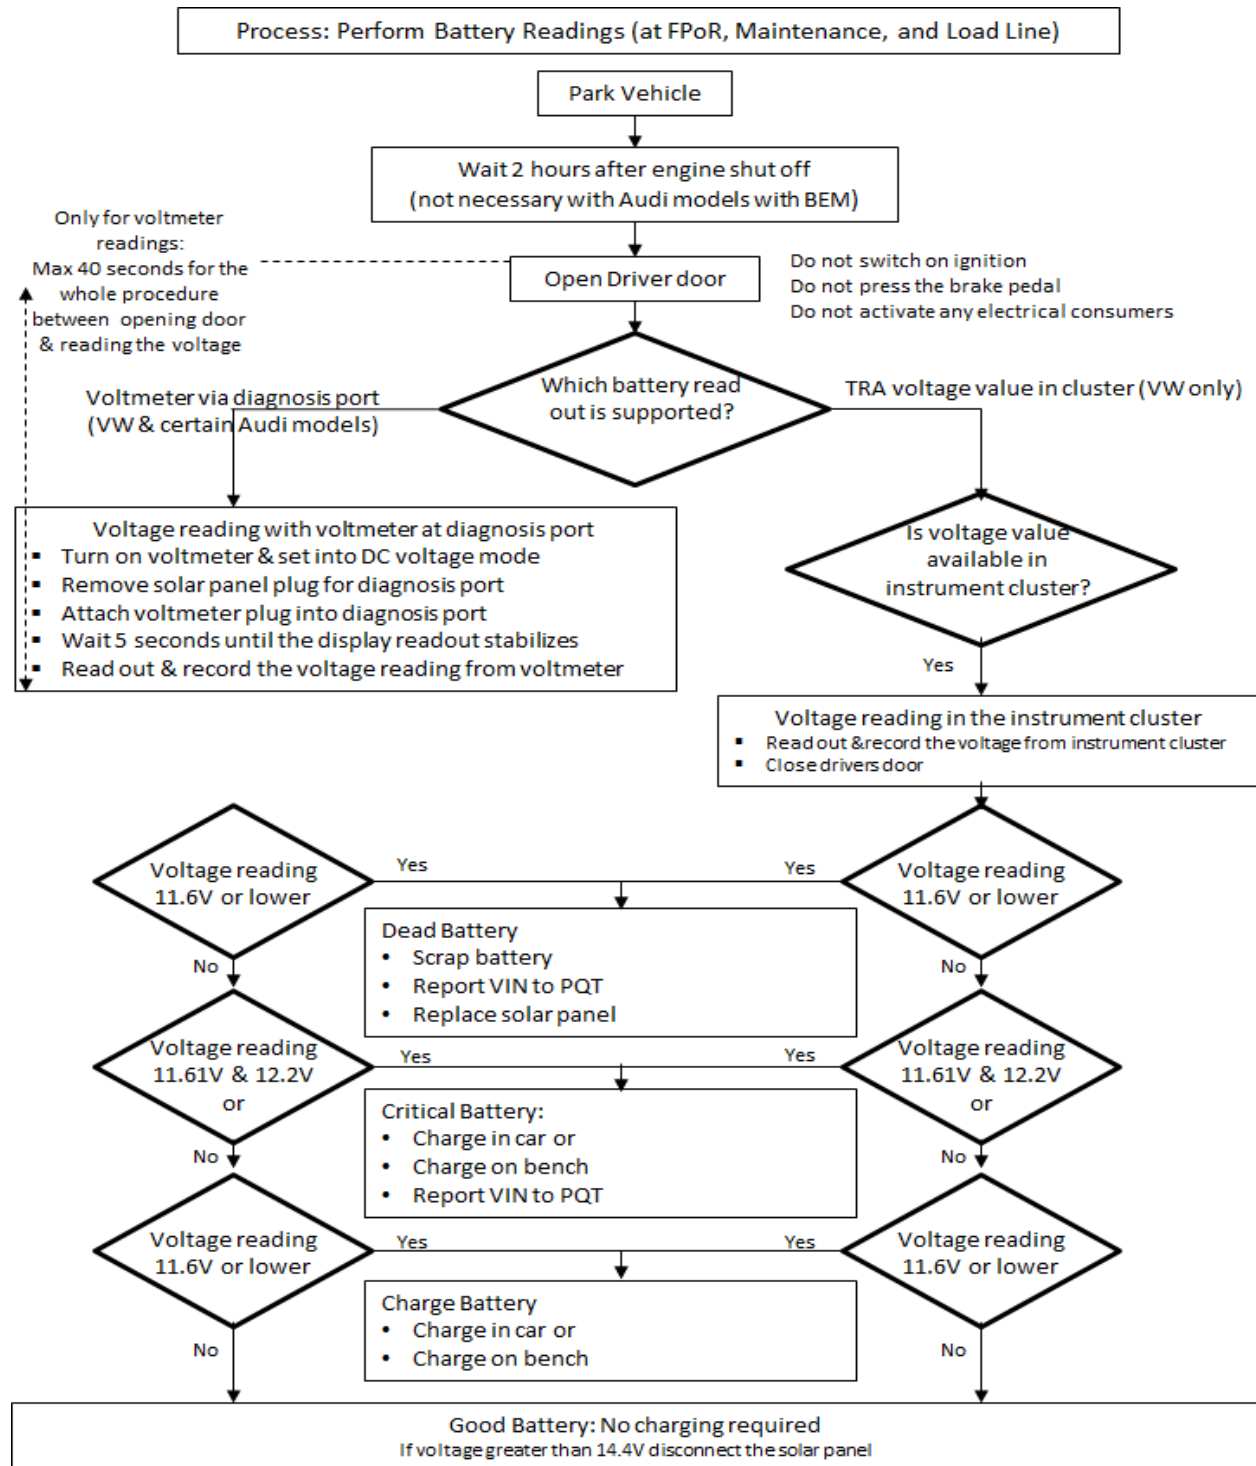 Process: Perform Battery Readings (at FPoR, Maintenance, and Load Line)
Park Vehicle
Wait 2 hours after engine shut off
(not necessary with Audi models with BEM)
Only for voltmeter
readings:
Max 40 seconds for the
whole procedure
between opening door
& reading the voltage
Open Driver door
Do not switch on ignition
Do not press the brake pedal
Do not activate any electrical consumers
Which battery read
out is supported?
Voltmeter via diagnosis port
(VW & certain Audi models)
TRA voltage value in cluster (VW only)
Voltage reading with voltmeter at diagnosis port
▪ Turn on voltmeter & set into DC voltage mode
▪ Remove solar panel plug for diagnosis port
▪ Attach voltmeter plug into diagnosis port
▪ Wait 5 seconds until the display readout stabilizes
▪ Read out & record the voltage reading from voltmeter
Is voltage value
available in
instrument cluster?
Yes
Voltage reading in the instrument cluster
▪ Read out &record the voltage from instrument cluster
▪ Close drivers door
Voltage reading
11.6V or lower
Yes
Yes
Voltage reading
11.6V or lower
Dead Battery
• Scrap battery
• Report VIN to PQT
• Replace solar panel
No
No
Voltage reading
11.61V & 12.2V
or
Yes
Yes
Voltage reading
11.61V & 12.2V
or
Critical Battery:
• Charge in car or
• Charge on bench
• Report VIN to PQT
No
No
Voltage reading
11.6V or lower
Yes
Yes
Voltage reading
11.6V or lower
Charge Battery
• Charge in car or
• Charge on bench
No
No
Good Battery: No charging required
If voltage greater than 14.4V disconnect the solar panel